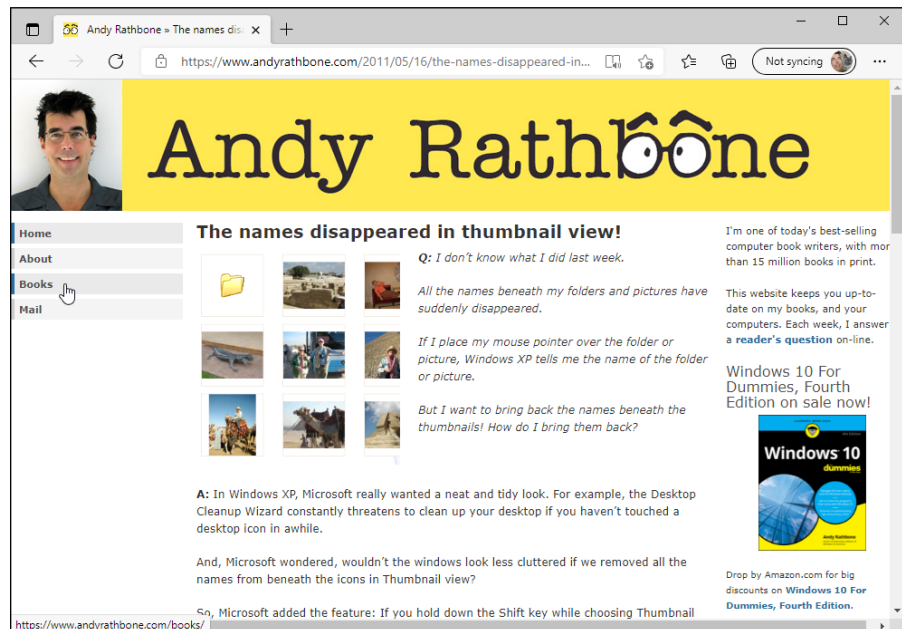 Andy Rathbone » The names dis
https://www.andyrathbone.com/2011/05/16/the-names-disappeared-in...
Not syncing
Andy Rathbone
Home
About
Books
Mail
The names disappeared in thumbnail view!
Q: I don't know what I did last week.
All the names beneath my folders and pictures have
suddenly disappeared.
If I place my mouse pointer over the folder or
picture, Windows XP tells me the name of the folder
or picture.
But I want to bring back the names beneath the
thumbnails! How do I bring them back?
A: In Windows XP, Microsoft really wanted a neat and tidy look. For example, the Desktop
Cleanup Wizard constantly threatens to clean up your desktop if you haven't touched a
desktop icon in awhile.
And, Microsoft wondered, wouldn't the windows look less cluttered if we removed all the
names from beneath the icons in Thumbnail view?
So, Microsoft added the feature: If you hold down the Shift key while choosing Thumbnail
I'm one of today's best-selling
computer book writers, with mor
than 15 million books in print.
This website keeps you up-to-
date on my books, and your
computers. Each week, I answer
a reader's question on-line.
Windows 10 For
Dummies, Fourth
Edition on sale now!
Windows 10
dummies
Andy Rathbone
Drop by Amazon.com for big
discounts on Windows 10 For
Dummies, Fourth Edition.
https://www.andyrathbone.com/books/